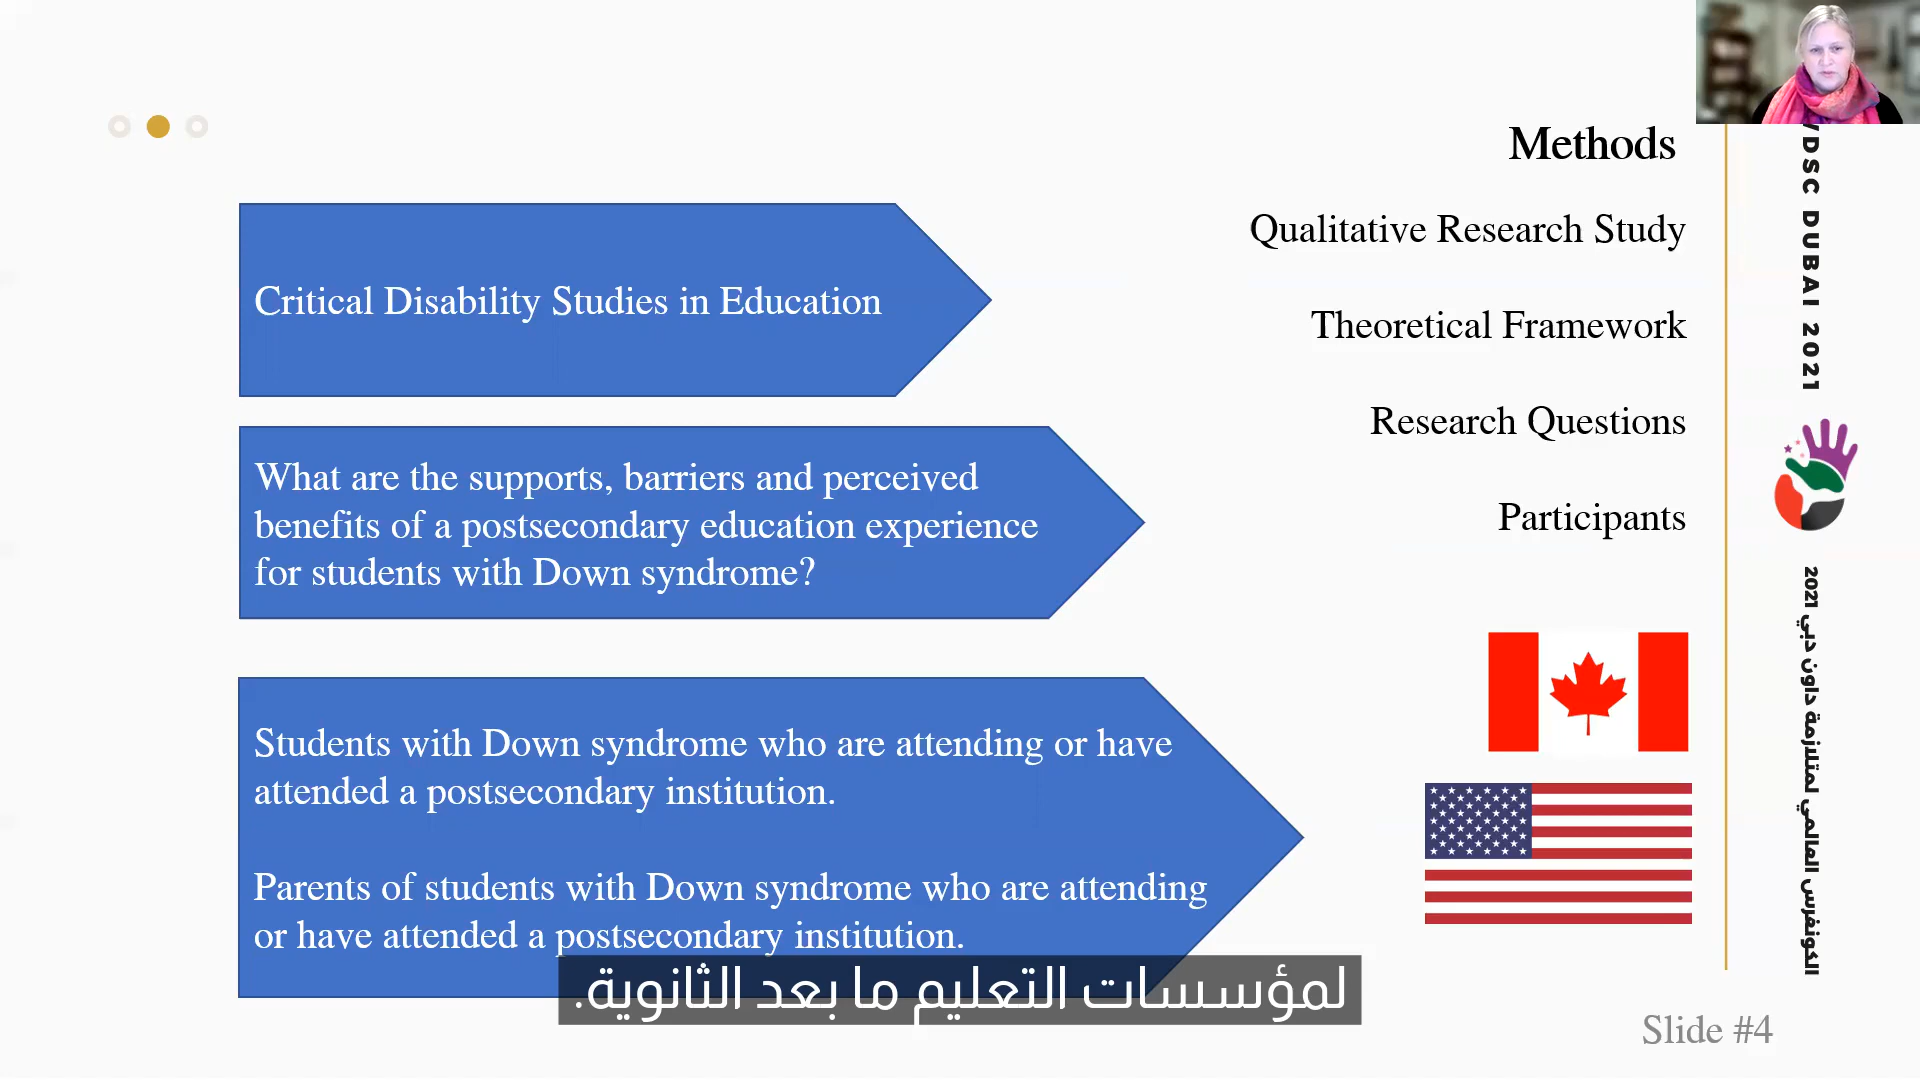 Methods
Qualitative Research Study
Theoretical Framework
Research Questions
Participants
Critical Disability Studies in Education
What are the supports, barriers and perceived
benefits of a postsecondary education experience
for students with Down syndrome?
Students with Down syndrome who are attending or have
attended a postsecondary institution.
Parents of students with Down syndrome who are attending
or have attended a postsecondary institution.
لمؤسسات التعليم ما بعد الثانوية.
DSC DUBAI 2021
الكونفرس العالمي لمتلازمة داون دبي 2021
Slide #4